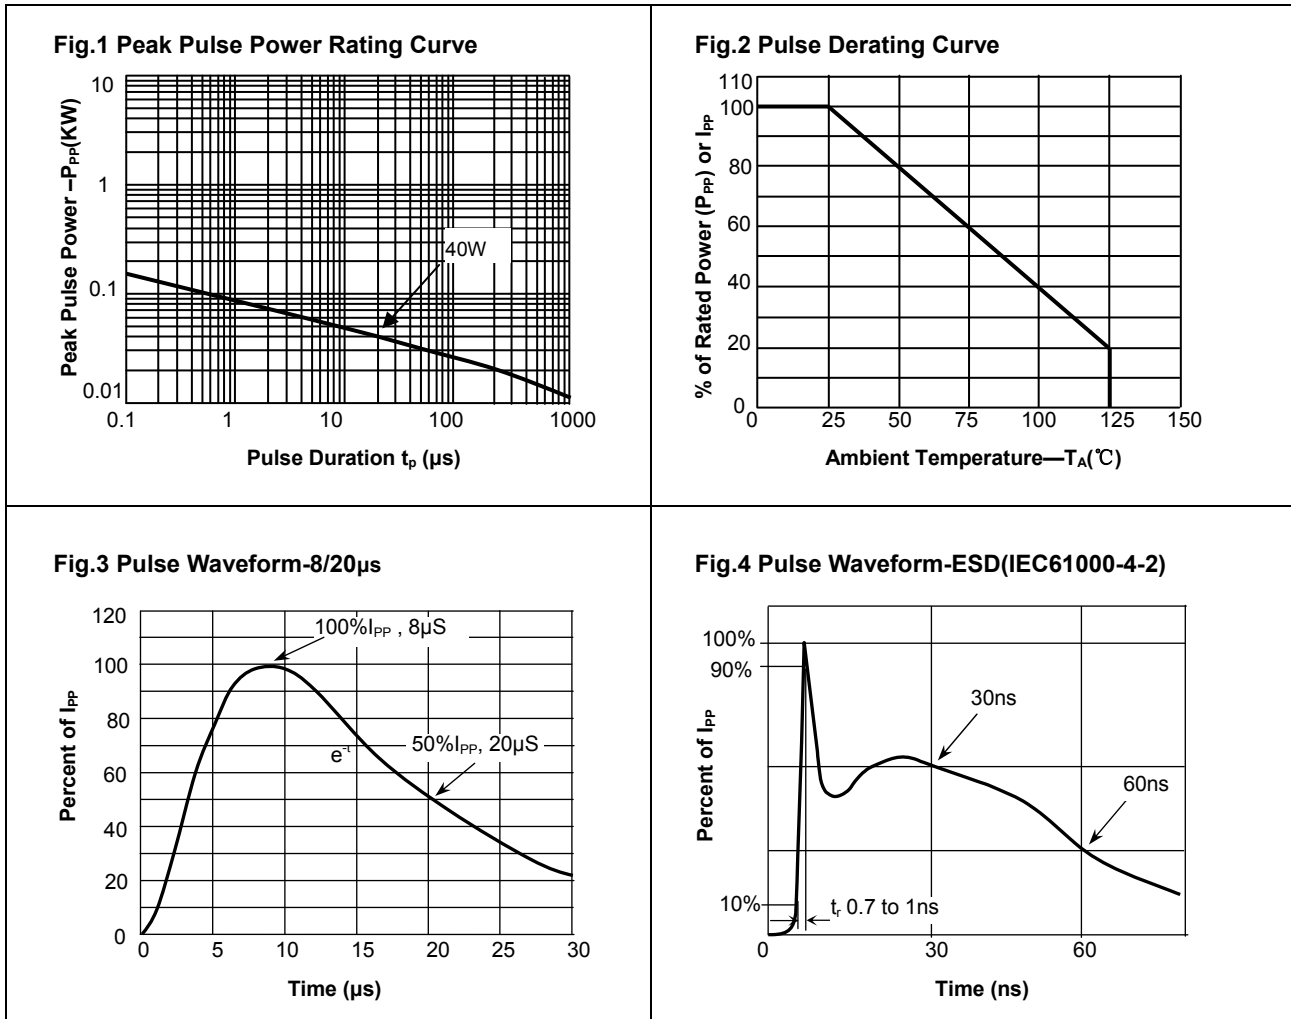 Fig.1 Peak Pulse Power Rating Curve
Peak Pulse Power –PPP(KW)
10
1
0.1
0.01
40W
0.1 1 10 100 1000
Pulse Duration tp (µs)
Fig.2 Pulse Derating Curve
% of Rated Power (PPP) or IPP
110
100
80
60
40
20
0
0 25 50 75 100 125 150
Ambient Temperature—TA(℃)
Fig.3 Pulse Waveform-8/20µs
Percent of IPP
120
100
80
60
40
20
0
100%IPP , 8µS
e-t
50%IPP, 20µS
0 5 10 15 20 25 30
Time (µs)
Fig.4 Pulse Waveform-ESD(IEC61000-4-2)
Percent of IPP
100%
90%
10%
30ns
60ns
tr 0.7 to 1ns
0 30 60
Time (ns)